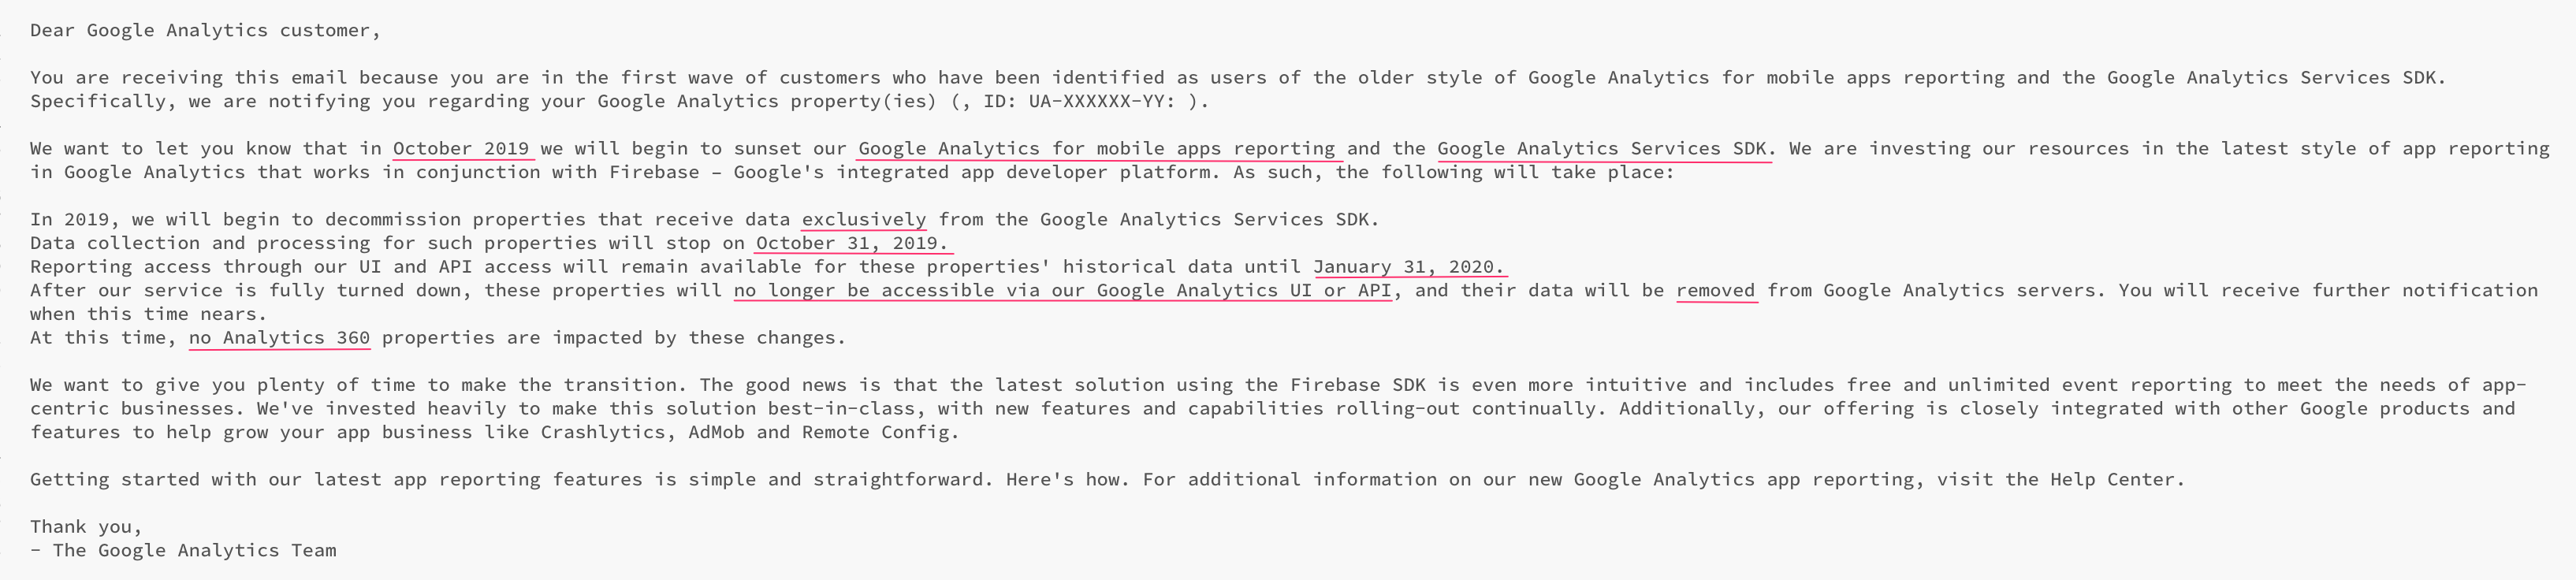 Dear Google Analytics customer,
You are receiving this email because you are in the first wave of customers who have been identified as users of the older style of Google Analytics for mobile apps reporting and the Google Analytics Services SDK.
Specifically, we are notifying you regarding your Google Analytics property(ies) (, ID: UA-XXXXXX-YY: ).
We want to let you know that in October 2019 we will begin to sunset our Google Analytics for mobile apps reporting and the Google Analytics Services SDK. We are investing our resources in the latest style of app reporting
in Google Analytics that works in conjunction with Firebase – Google's integrated app developer platform. As such, the following will take place:
In 2019, we will begin to decommission properties that receive data exclusively from the Google Analytics Services SDK.
Data collection and processing for such properties will stop on October 31, 2019.
Reporting access through our UI and API access will remain available for these properties' historical data until January 31, 2020.
After our service is fully turned down, these properties will no longer be accessible via our Google Analytics UI or API, and their data will be removed from Google Analytics servers. You will receive further notification
when this time nears.
At this time, no Analytics 360 properties are impacted by these changes.
We want to give you plenty of time to make the transition. The good news is that the latest solution using the Firebase SDK is even more intuitive and includes free and unlimited event reporting to meet the needs of app-
centric businesses. We've invested heavily to make this solution best-in-class, with new features and capabilities rolling-out continually. Additionally, our offering is closely integrated with other Google products and
features to help grow your app business like Crashlytics, AdMob and Remote Config.
Getting started with our latest app reporting features is simple and straightforward. Here's how. For additional information on our new Google Analytics app reporting, visit the Help Center.
Thank you,
– The Google Analytics Team